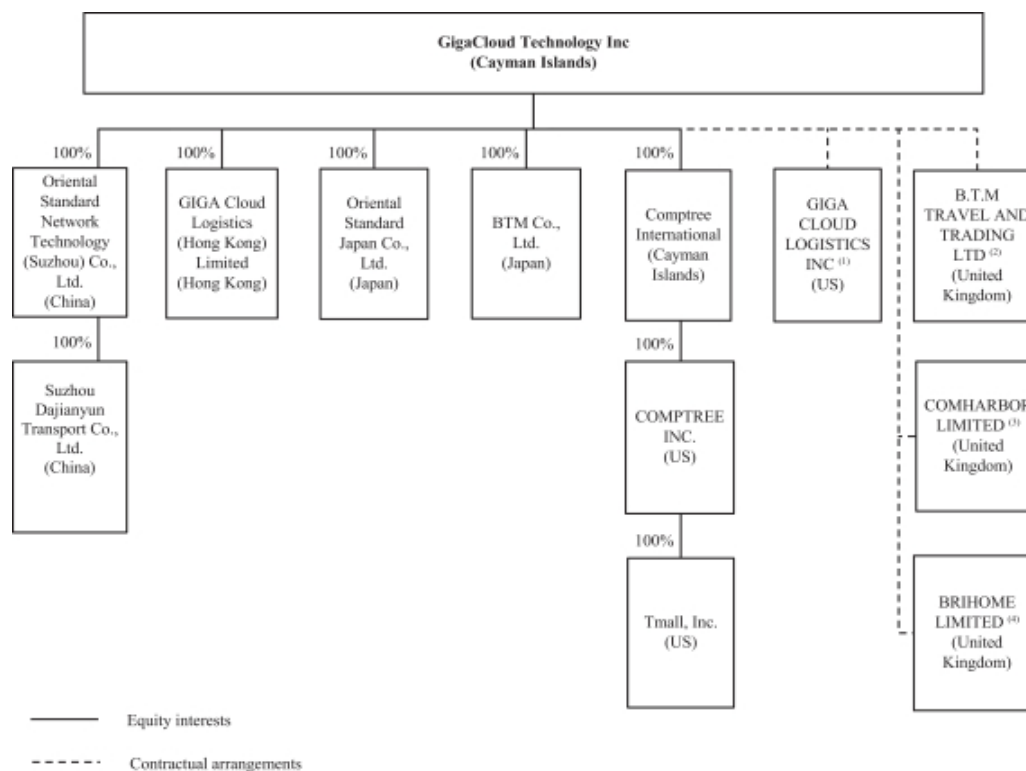 GigaCloud Technology Inc
(Cayman Islands)
100%
100%
100%
100%
100%
Oriental
Standard
Network
Technology
(Suzhou) Co.,
Ltd.
(China)
GIGA Cloud
Logistics
(Hong Kong)
Limited
(Hong Kong)
Oriental
Standard
Japan Co.,
Ltd.
(Japan)
BTM Co.,
Ltd.
(Japan)
Comptree
International
(Cayman
Islands)
GIGA
CLOUD
LOGISTICS
INC (1)
(US)
B.T.M
TRAVEL AND
TRADING
LTD (2)
(United
Kingdom)
100%
100%
Suzhou
Dajianyun
Transport Co.,
Ltd.
(China)
COMPTREE
INC.
(US)
COMHARBOR
LIMITED (3)
(United
Kingdom)
100%
Tmall, Inc.
(US)
BRIHOME
LIMITED (4)
(United
Kingdom)
Equity interests
Contractual arrangements